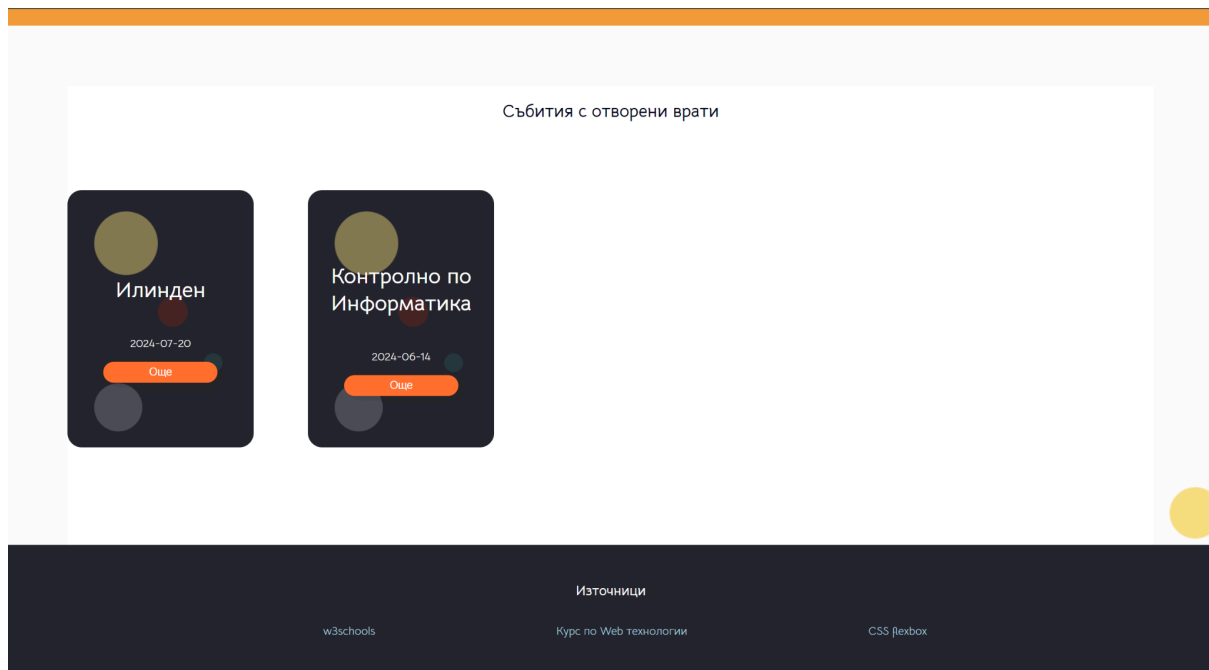 Събития с отворени врати
Илинден
2024-07-20
Още
Контролно по
Информатика
2024-06-14
Още
Източници
w3schools
Курс по Web технологии
CSS flexbox